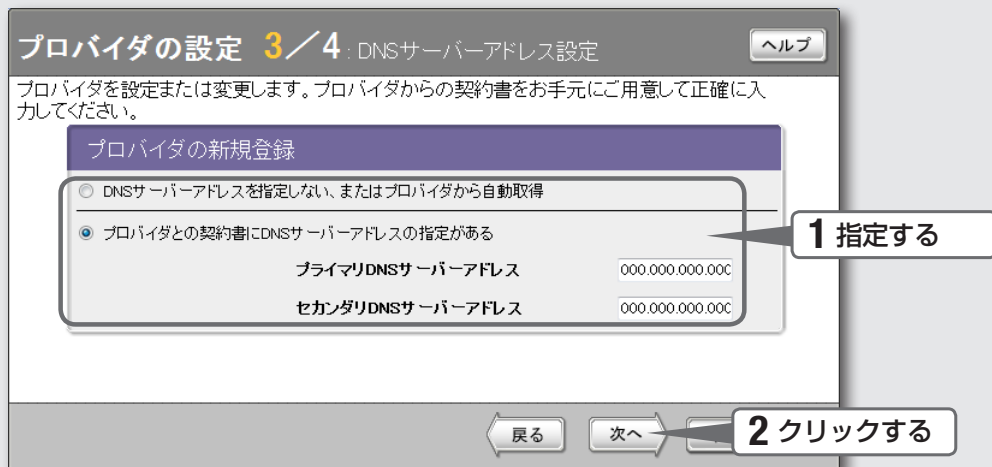 プロバイダの設定 3／4 : DNSサーバーアドレス設定
ヘルプ
プロバイダを設定または変更します。プロバイダからの契約書をお手元にご用意して正確に入
力してください。
プロバイダの新規登録
DNSサーバーアドレスを指定しない、またはプロバイダから自動取得
プロバイダとの契約書にDNSサーバーアドレスの指定がある
1 指定する
プライマリDNSサーバーアドレス 000.000.000.000
セカンダリDNSサーバーアドレス 000.000.000.000
戻る
次へ
2 クリックする